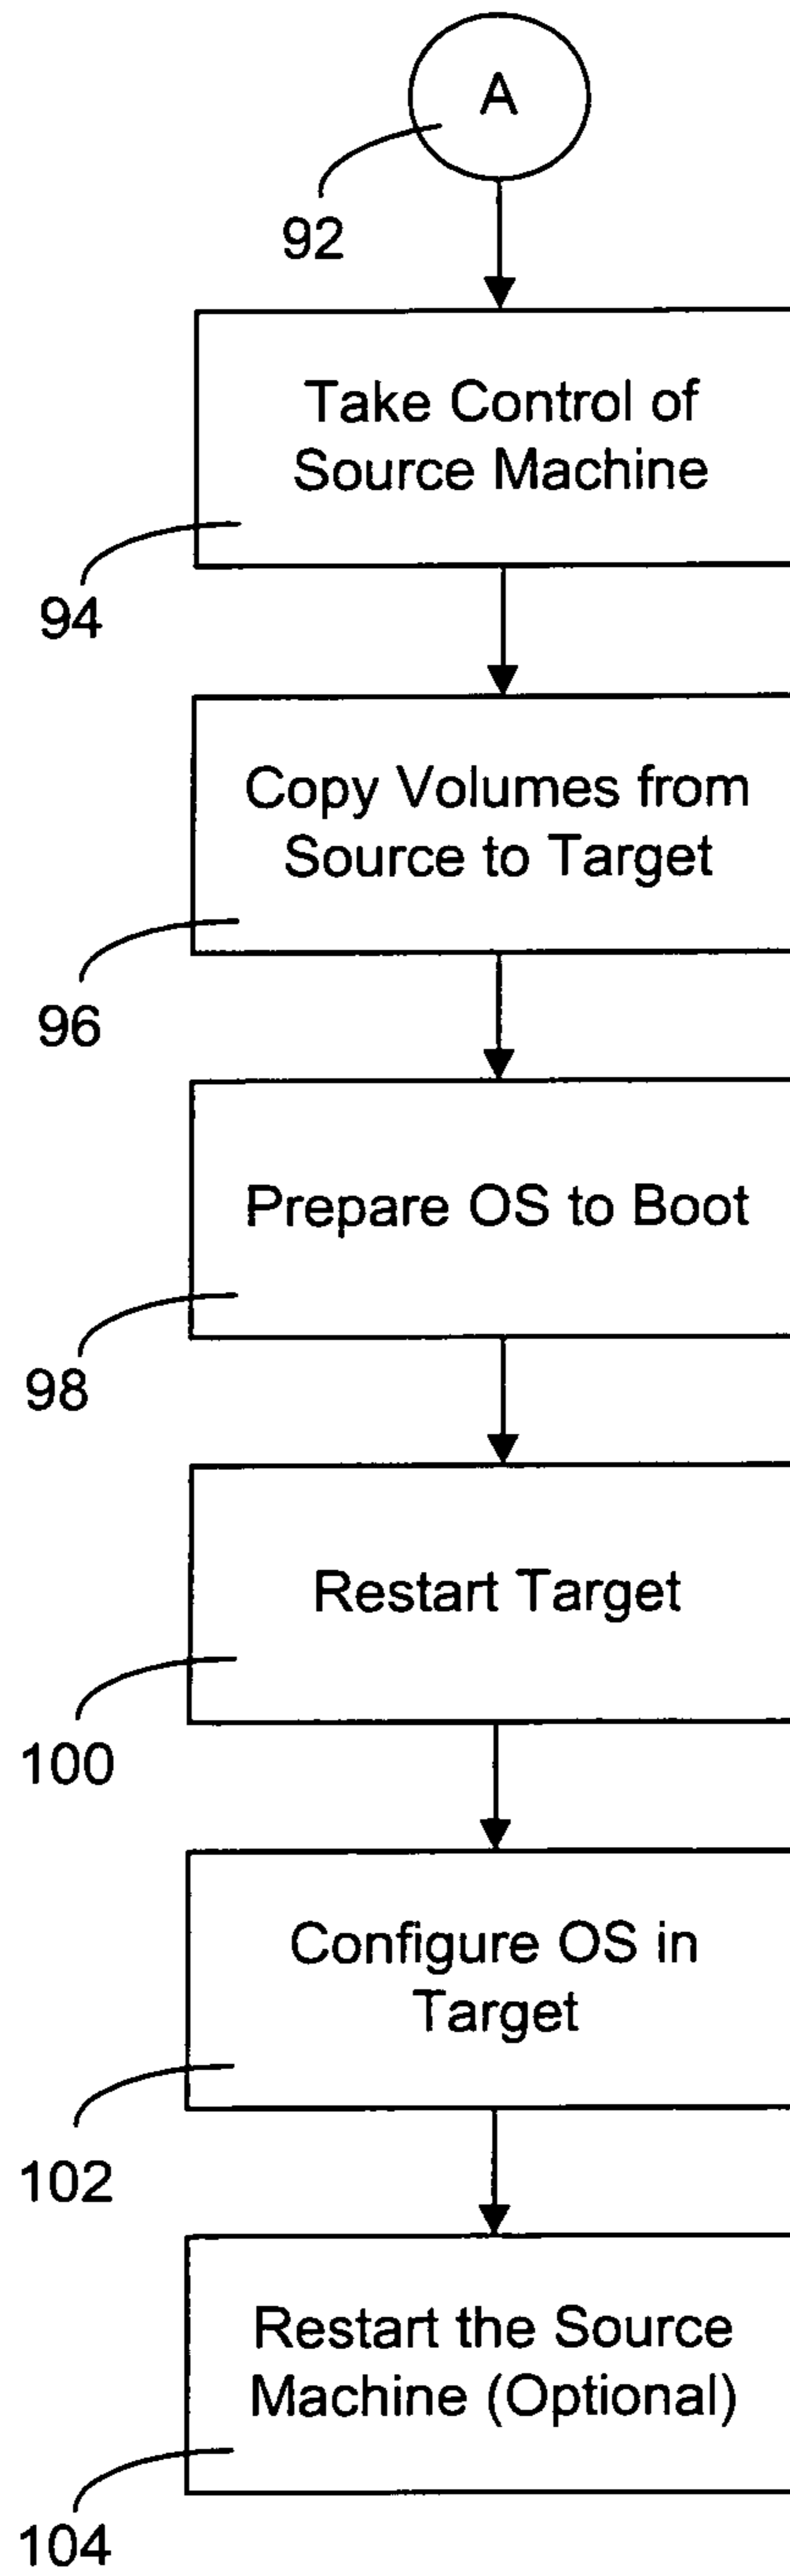 A
92
Take Control of
Source Machine
94
Copy Volumes from
Source to Target
96
Prepare OS to Boot
98
Restart Target
100
Configure OS in
Target
102
Restart the Source
Machine (Optional)
104